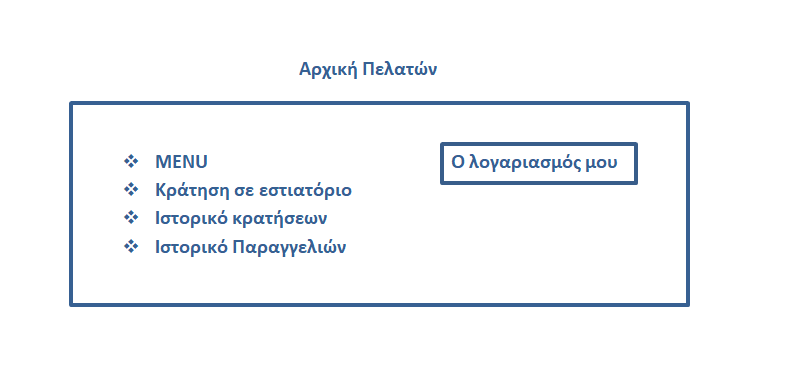 Αρχική Πελατών
❖ MENU
Ο λογαριασμός μου
❖ Κράτηση σε εστιατόριο
❖ Ιστορικό κρατήσεων
❖ Ιστορικό Παραγγελιών